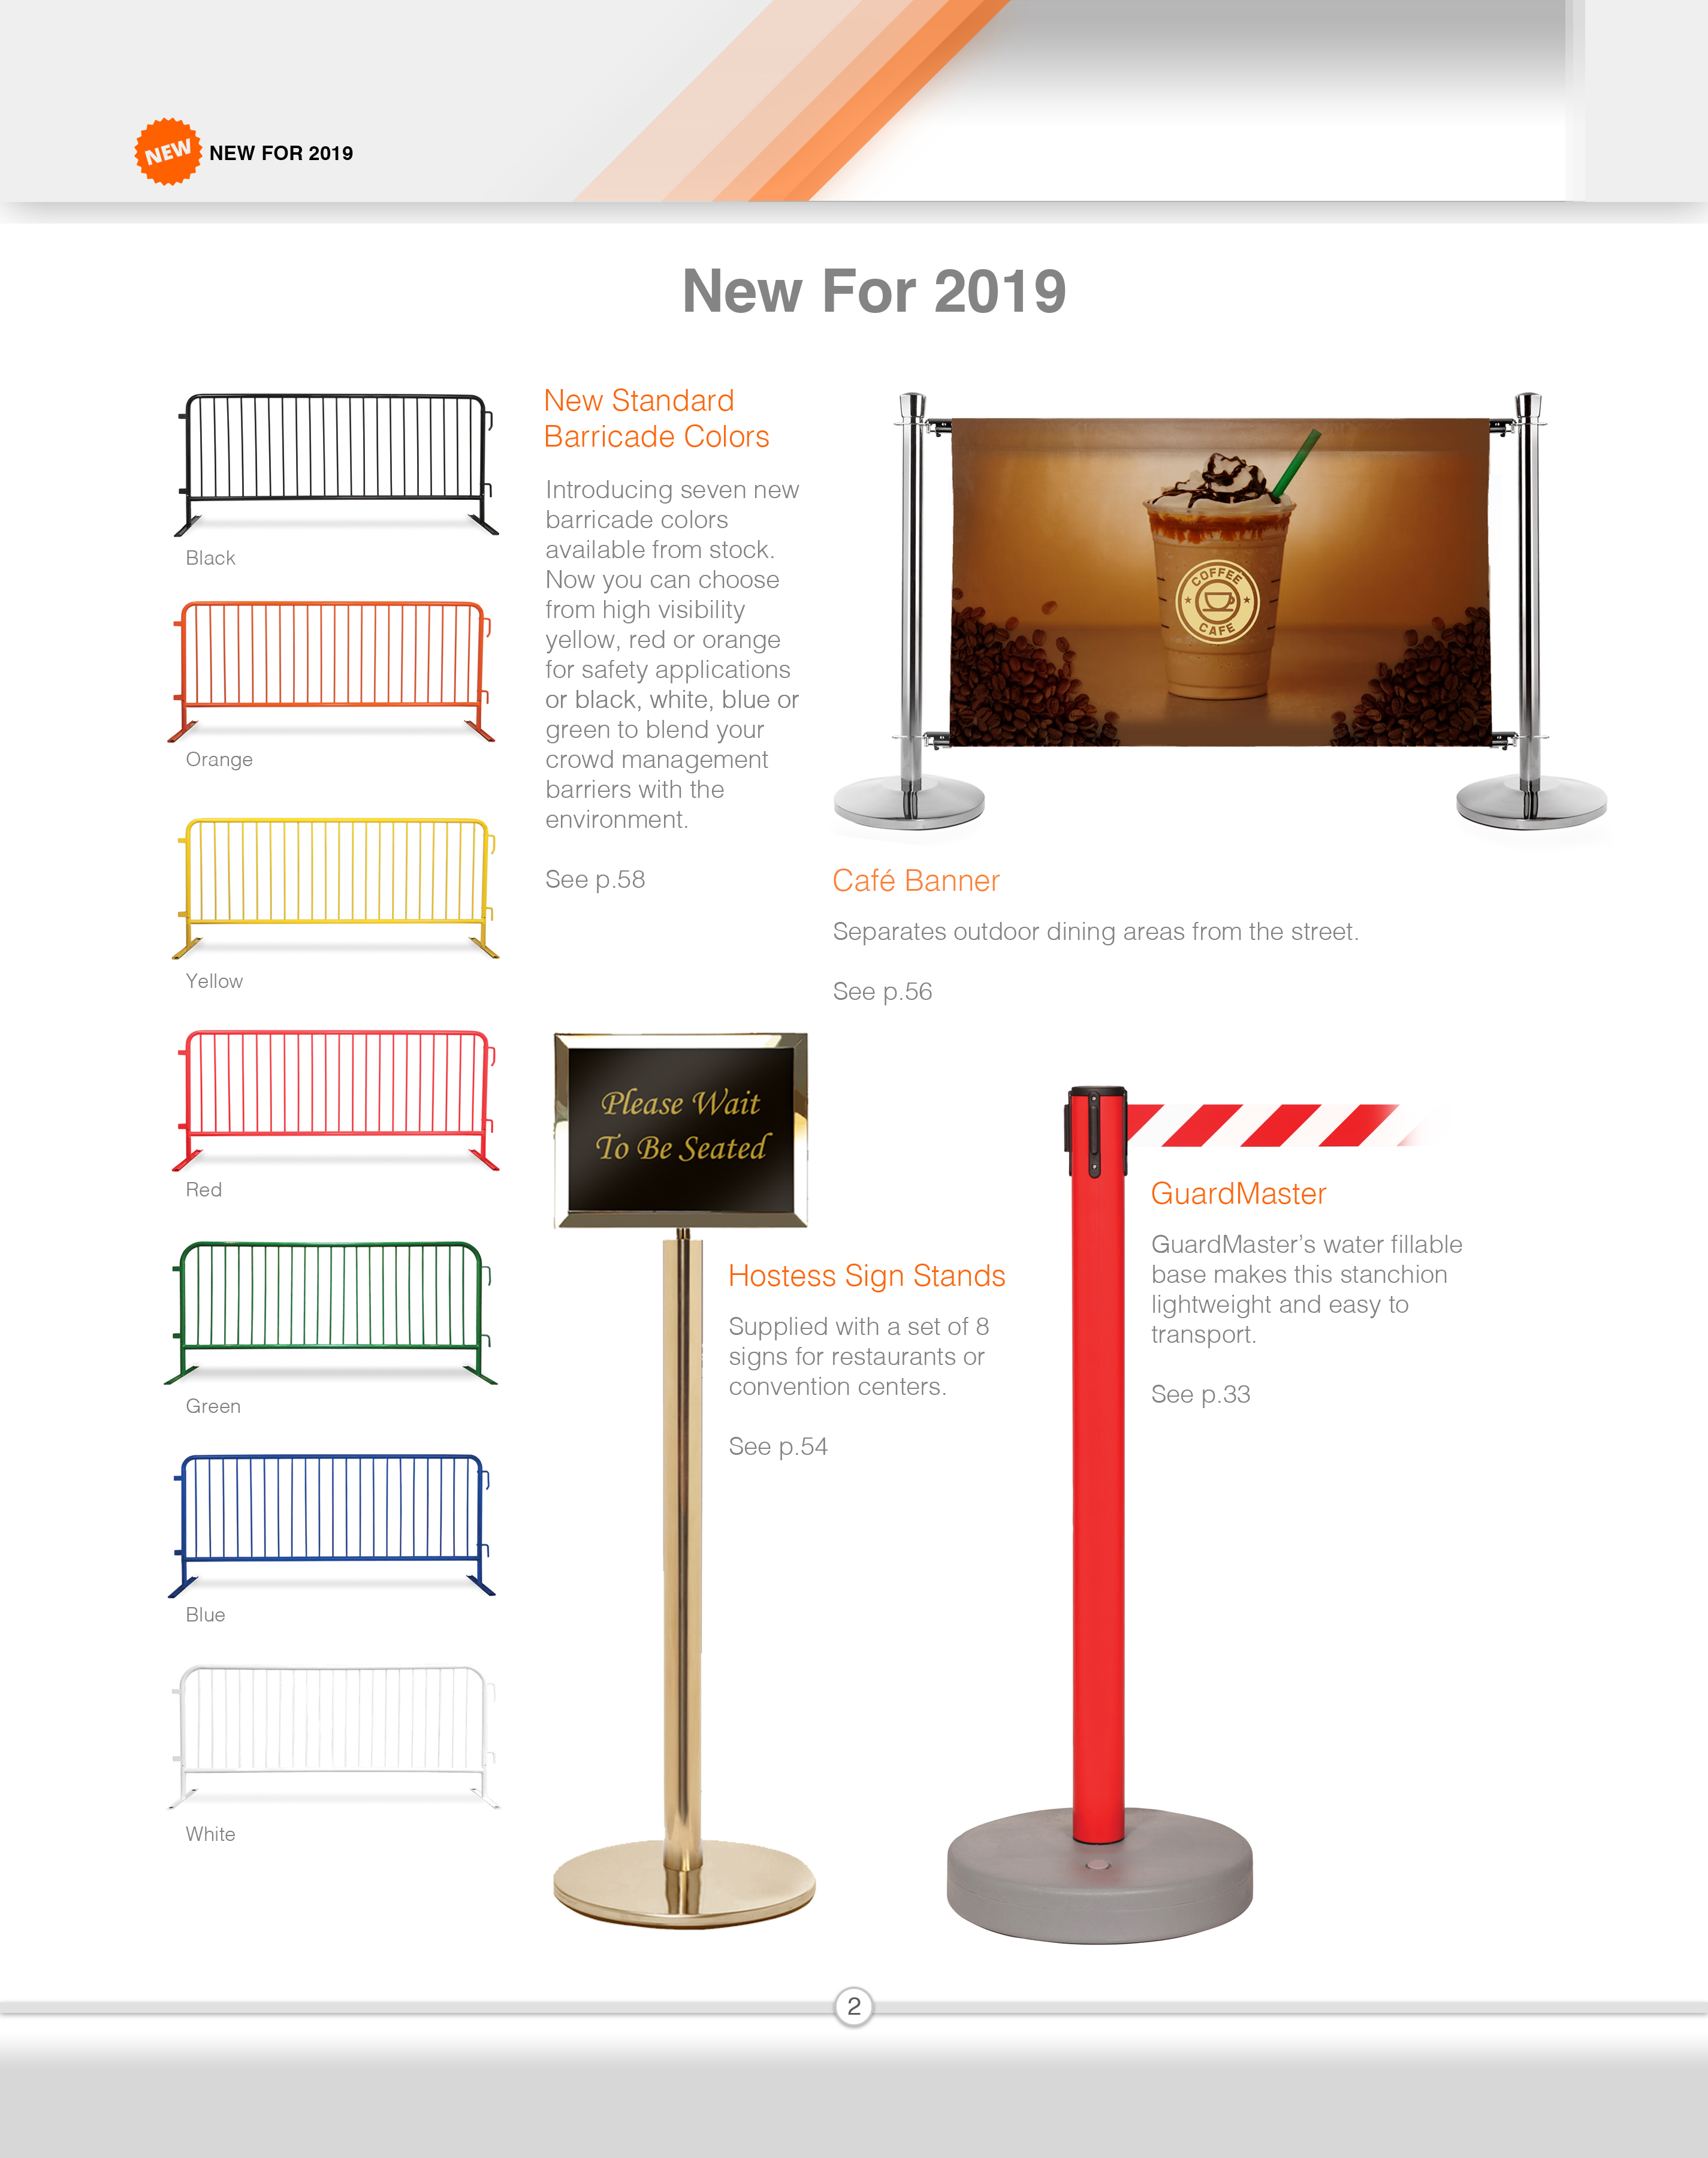 NEW
NEW FOR 2019
New For 2019
Black
Orange
Yellow
Red
Green
Blue
White
New Standard
Barricade Colors
Introducing seven new
barricade colors
available from stock.
Now you can choose
from high visibility
yellow, red or orange
for safety applications
or black, white, blue or
green to blend your
crowd management
barriers with the
environment.
See p.58
COFFEE
CAFE
Café Banner
Separates outdoor dining areas from the street.
See p.56
Please Wait
To Be Seated
Hostess Sign Stands
Supplied with a set of 8
signs for restaurants or
convention centers.
See p.54
GuardMaster
GuardMaster’s water fillable
base makes this stanchion
lightweight and easy to
transport.
See p.33
2